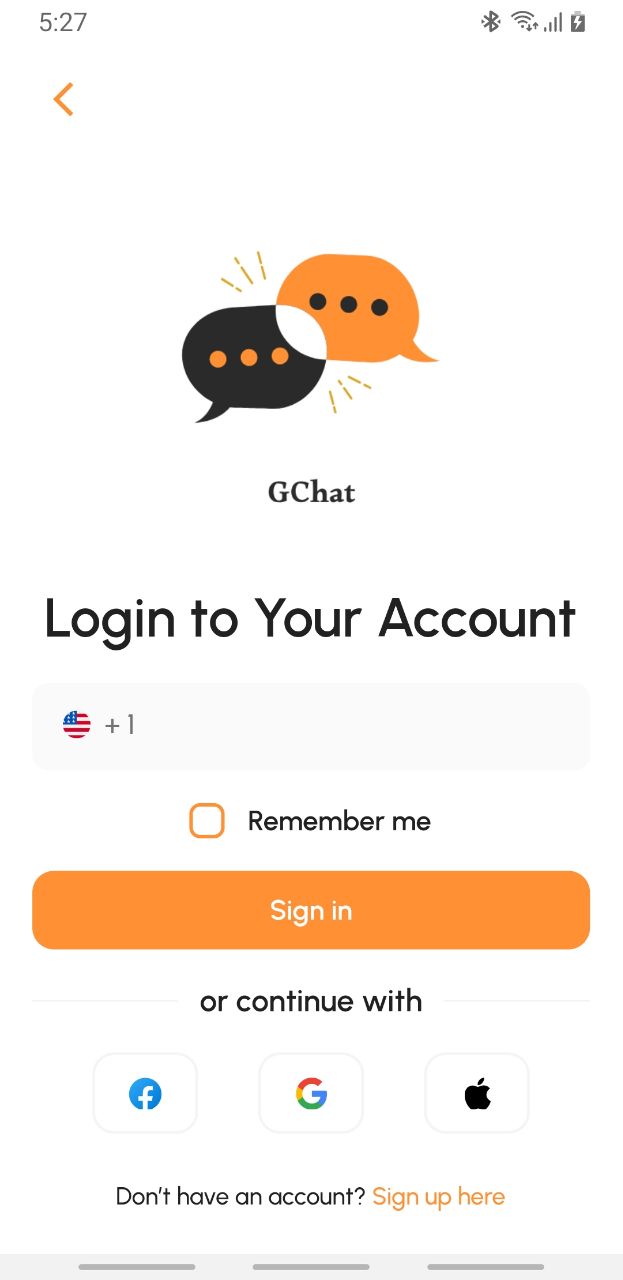 5:27
GChat
Login to Your Account
+ 1
Remember me
Sign in
or continue with
Don't have an account? Sign up here